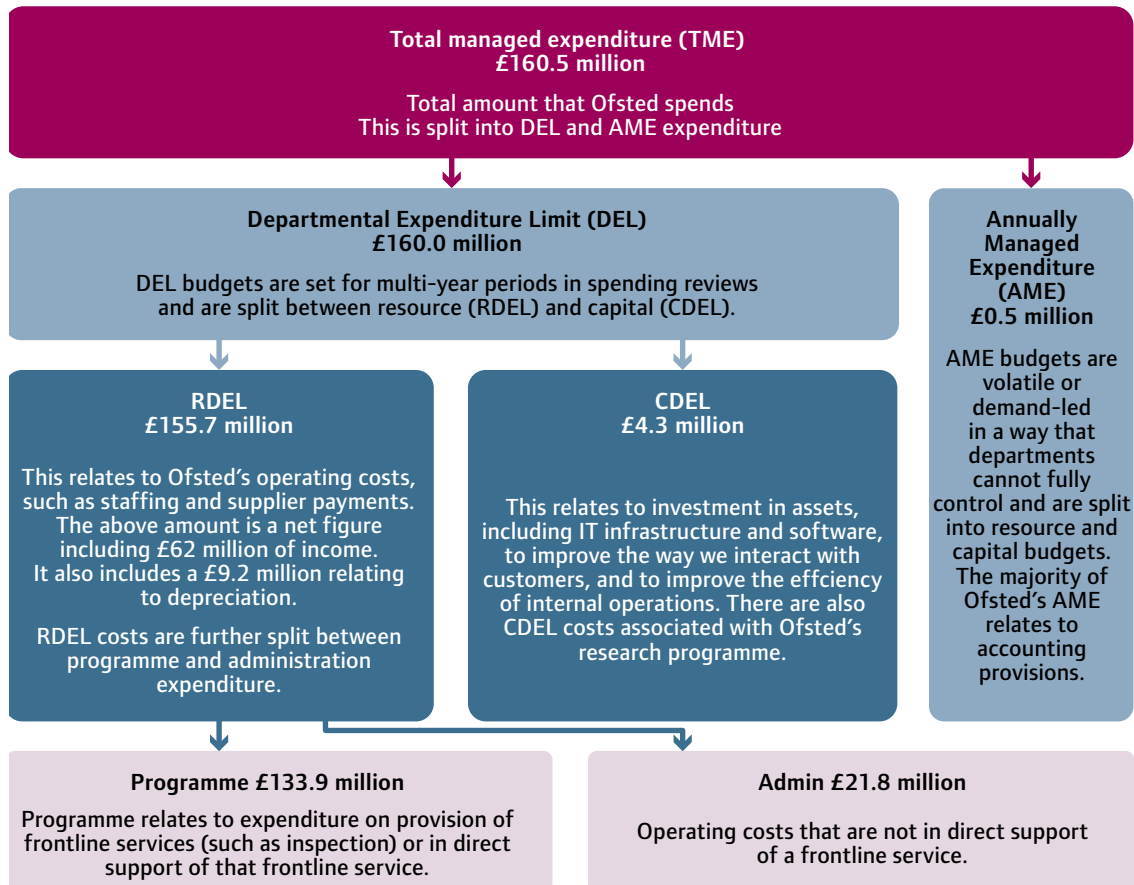 Total managed expenditure (TME)
£160.5 million
Total amount that Ofsted spends
This is split into DEL and AME expenditure
Departmental Expenditure Limit (DEL)
£160.0 million
DEL budgets are set for multi-year periods in spending reviews
and are split between resource (RDEL) and capital (CDEL).
Annually
Managed
Expenditure
(AME)
£0.5 million
AME budgets are
volatile or
demand-led
in a way that
departments
cannot fully
control and are split
into resource and
capital budgets.
The majority of
Ofsted’s AME
relates to
accounting
provisions.
RDEL
£155.7 million
This relates to Ofsted’s operating costs,
such as staffing and supplier payments.
The above amount is a net figure
including £62 million of income.
It also includes a £9.2 million relating
to depreciation.
RDEL costs are further split between
programme and administration
expenditure.
CDEL
£4.3 million
This relates to investment in assets,
including IT infrastructure and software,
to improve the way we interact with
customers, and to improve the effciency
of internal operations. There are also
CDEL costs associated with Ofsted’s
research programme.
Programme £133.9 million
Programme relates to expenditure on provision of
frontline services (such as inspection) or in direct
support of that frontline service.
Admin £21.8 million
Operating costs that are not in direct support
of a frontline service.